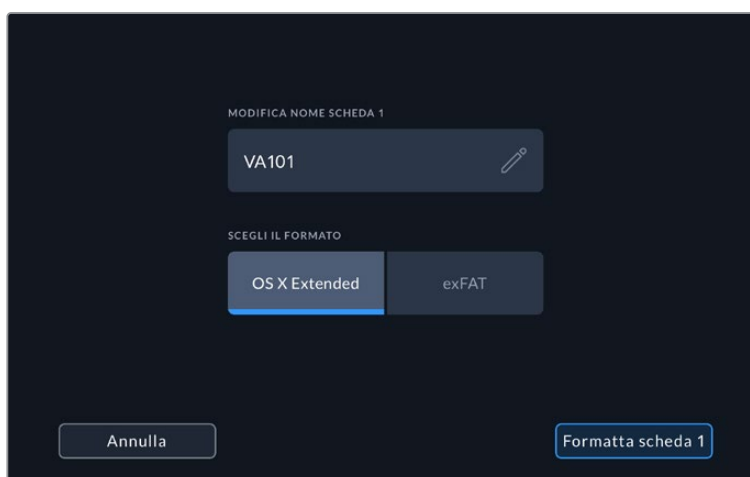 MODIFICA NOME SCHEDA 1
VA101
SCEGLI IL FORMATO
OS X Extended exFAT
Annulla Formatta scheda 1